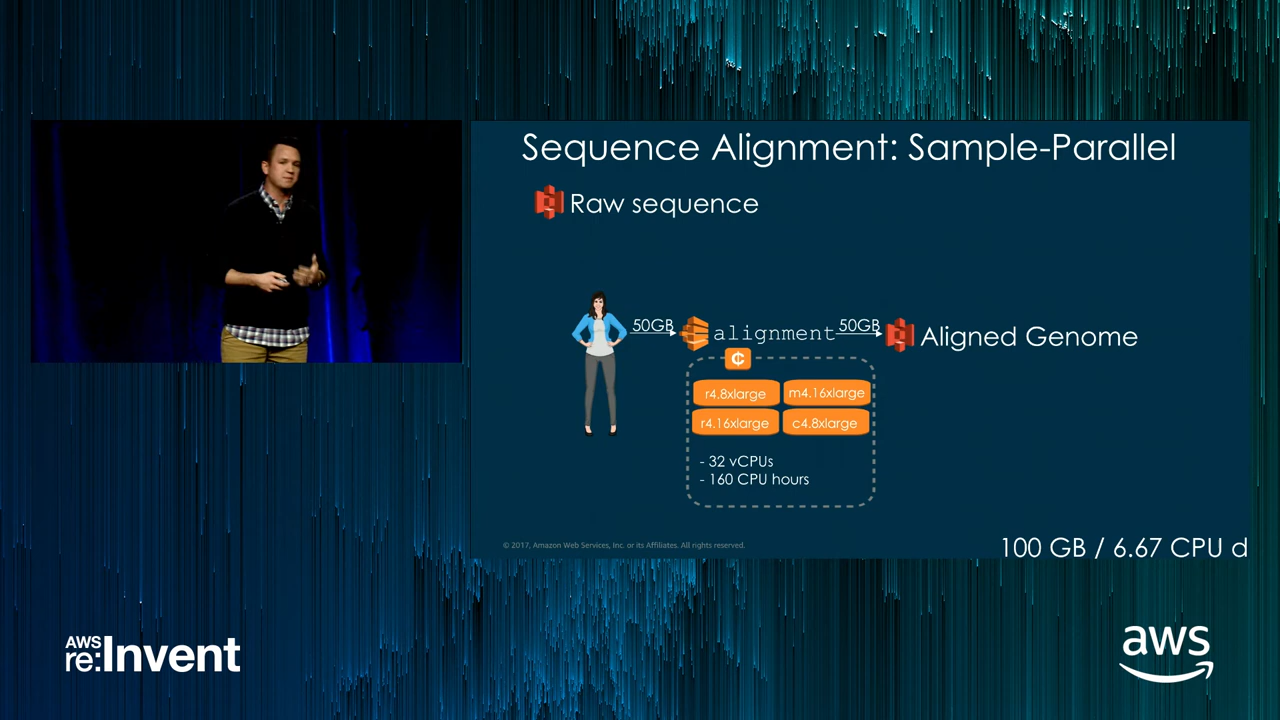 Sequence Alignment: Sample-Parallel
Raw sequence
50GB
alignment
50GB
Aligned Genome
¢
r4.8xlarge
m4.16xlarge
r4.16xlarge
c4.8xlarge
- 32 vCPUs
- 160 CPU hours
© 2017, Amazon Web Services, Inc. or its Affiliates. All rights reserved.
100 GB / 6.67 CPU d
AWS
re:Invent
aws